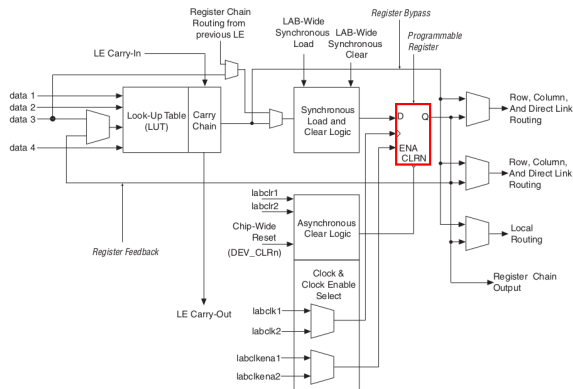 Register Chain
Routing from
previous LE
LAB-Wide
Synchronous
Load
LAB-Wide
Synchronous
Clear
Register Bypass
Programmable
Register
LE Carry-In
data 1
data 2
data 3
data 4
Look-Up Table
(LUT)
Carry
Chain
Synchronous
Load and
Clear Logic
D
Q
ENA
CLRN
Row, Column,
And Direct Link
Routing
Row, Column,
And Direct Link
Routing
Local
Routing
Register Chain
Output
Register Feedback
labclr1
labclr2
Chip-Wide
Reset
(DEV_CLRn)
Asynchronous
Clear Logic
Clock &
Clock Enable
Select
LE Carry-Out
labclk1
labclk2
labclkena1
labclkena2